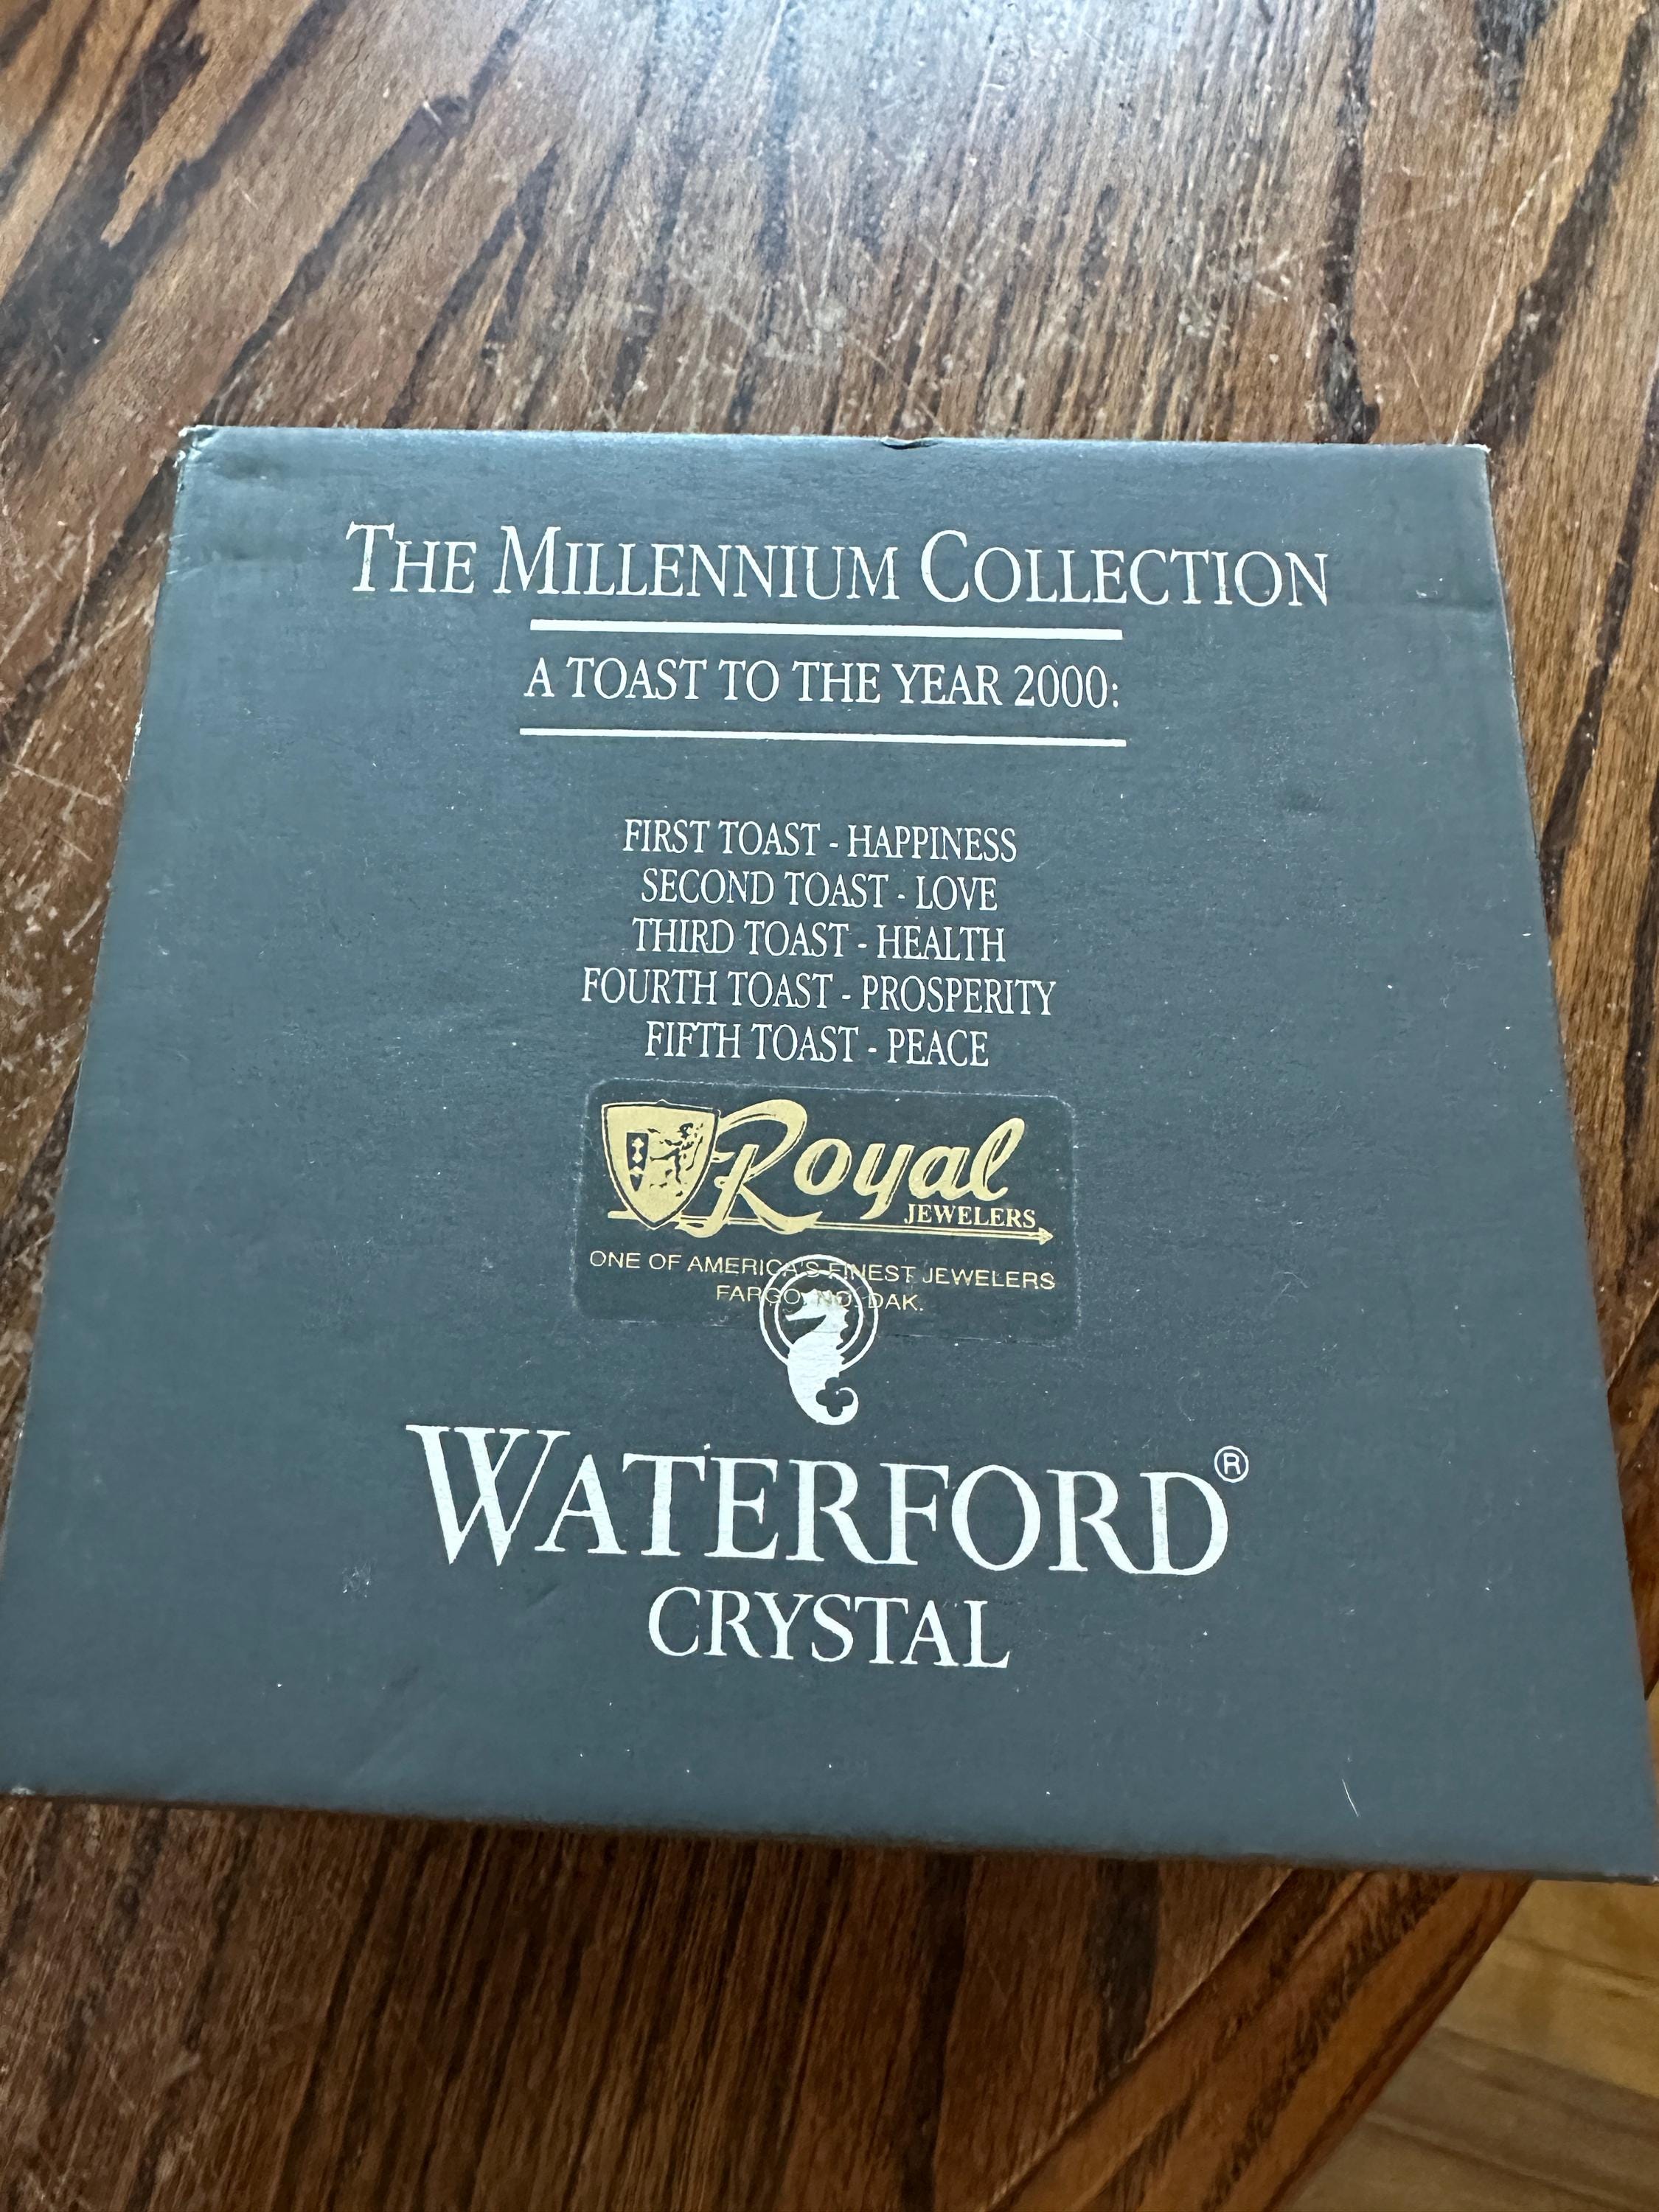 THE MILLENNIUM COLLECTION
A TOAST TO THE YEAR 2000:
FIRST TOAST - HAPPINESS
SECOND TOAST - LOVE
THIRD TOAST - HEALTH
FOURTH TOAST - PROSPERITY
FIFTH TOAST - PEACE
Royal
JEWELERS
ONE OF AMERICA'S FINEST JEWELERS
FARGO, NO. DAK.
WATERFORD®
CRYSTAL